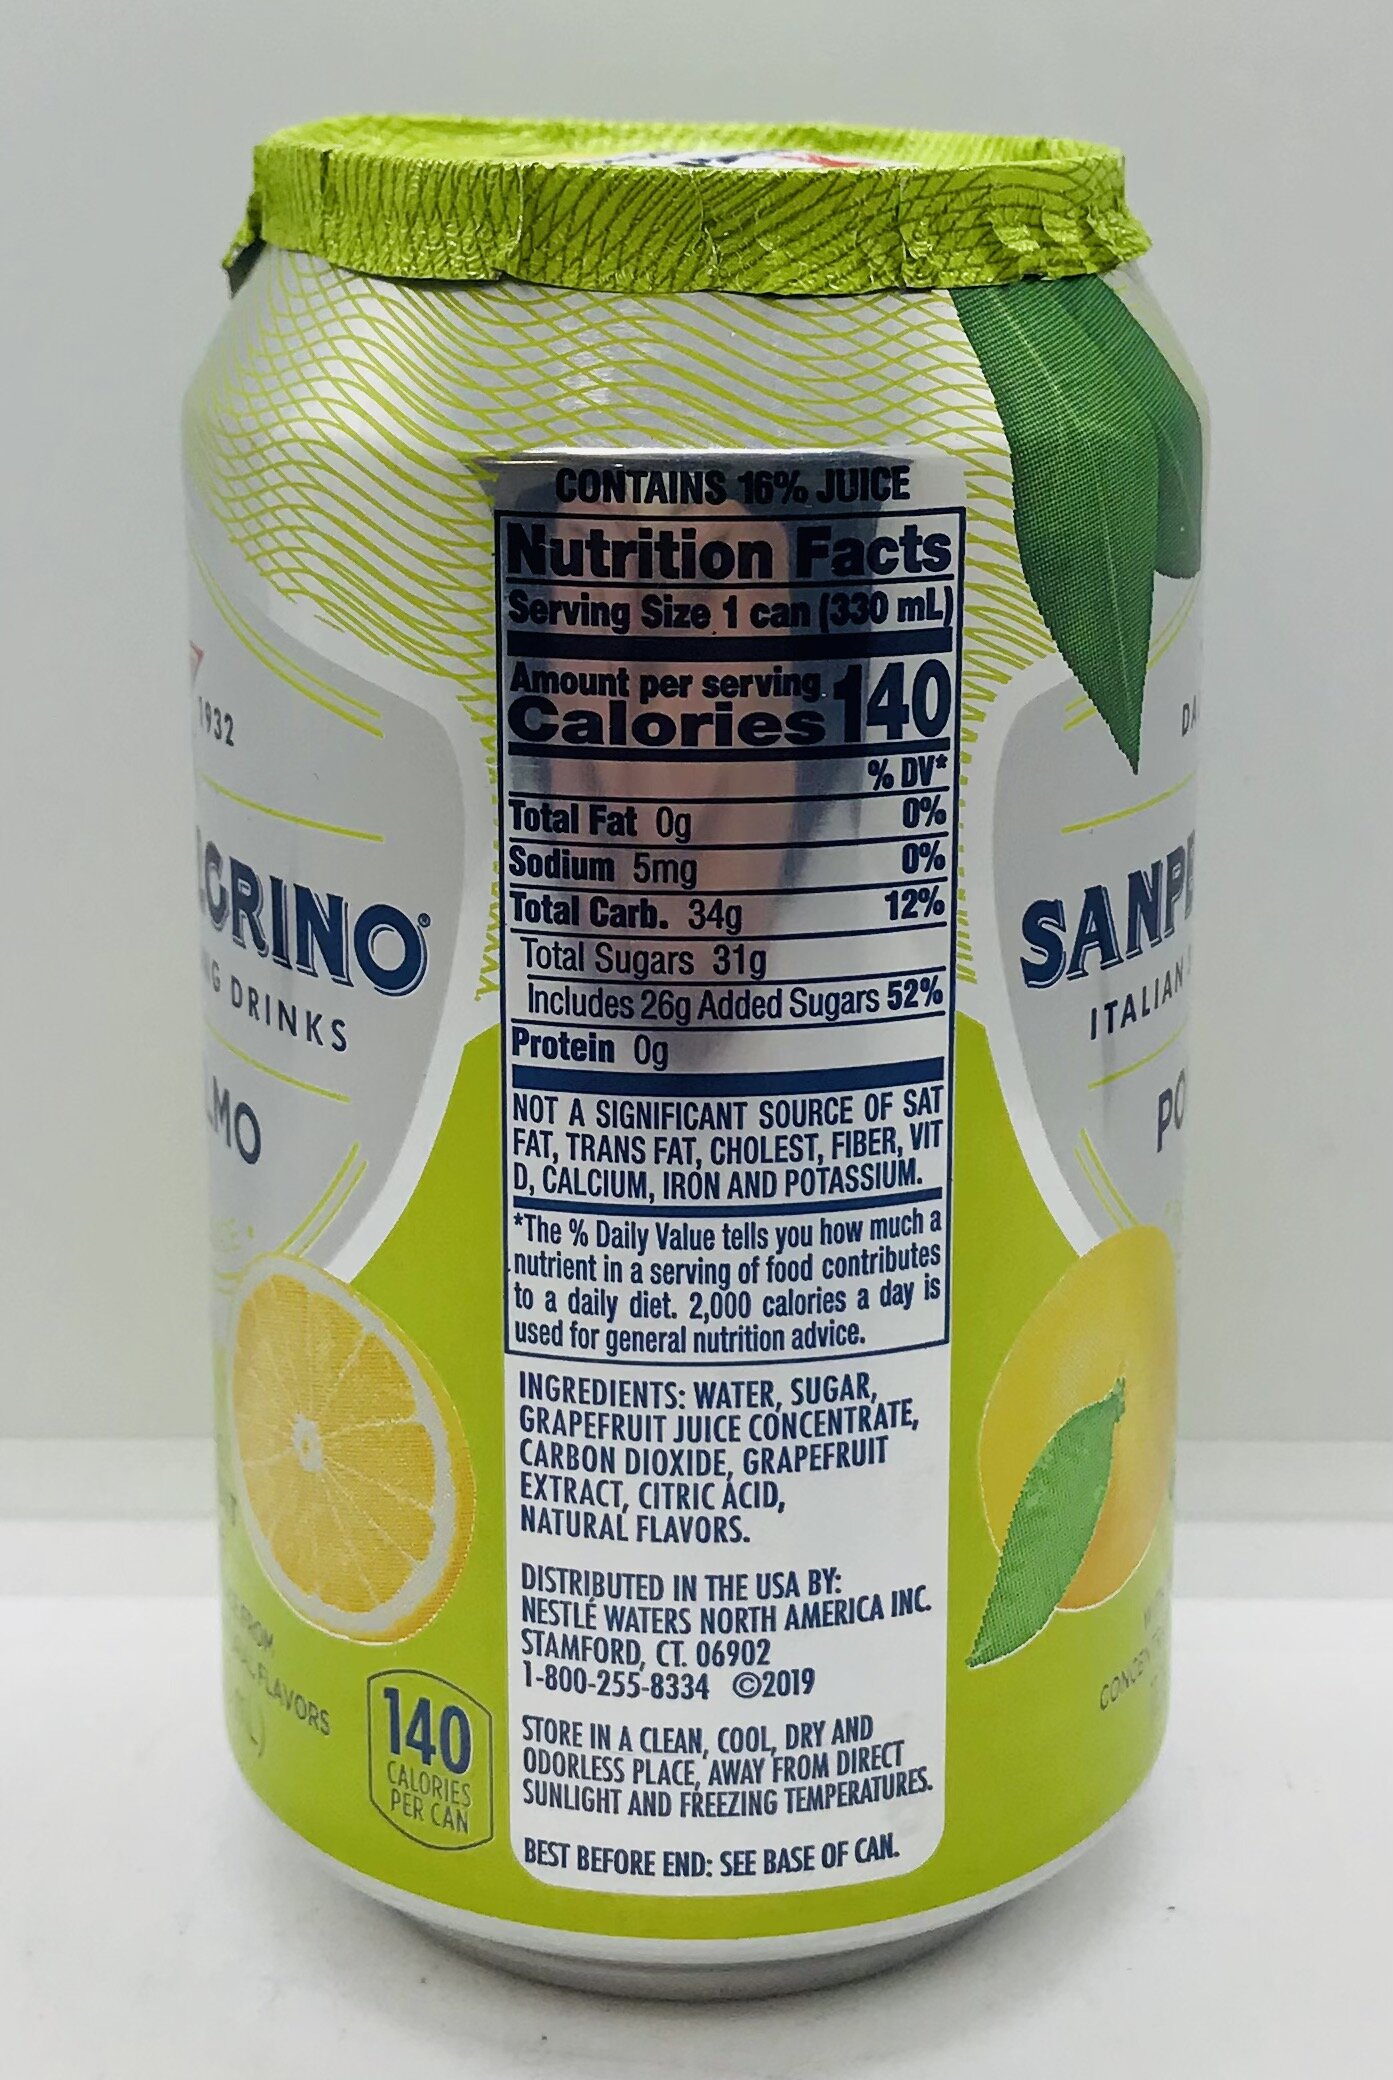 CONTAINS 16% JUICE
Nutrition Facts
Serving Size 1 can (330 mL)
Amount per serving
Calories 140
% DV*
Total Fat 0g 0%
Sodium 5mg 0%
Total Carb. 34g 12%
Total Sugars 31g
Includes 26g Added Sugars 52%
Protein 0g
NOT A SIGNIFICANT SOURCE OF SAT
FAT, TRANS FAT, CHOLEST, FIBER, VIT
D, CALCIUM, IRON AND POTASSIUM.
*The % Daily Value tells you how much a
nutrient in a serving of food contributes
to a daily diet. 2,000 calories a day is
used for general nutrition advice.
INGREDIENTS: WATER, SUGAR,
GRAPEFRUIT JUICE CONCENTRATE,
CARBON DIOXIDE, GRAPEFRUIT
EXTRACT, CITRIC ACID,
NATURAL FLAVORS.
DISTRIBUTED IN THE USA BY:
NESTLÉ WATERS NORTH AMERICA INC.
STAMFORD, CT. 06902
1-800-255-8334 ©2019
STORE IN A CLEAN, COOL, DRY AND
ODORLESS PLACE, AWAY FROM DIRECT
SUNLIGHT AND FREEZING TEMPERATURES.
BEST BEFORE END: SEE BASE OF CAN.
1932
GRINO®
G DRINKS
MO
FLAVORS
140
CALORIES
PER CAN
DA
SANPE
ITALIAN
PO